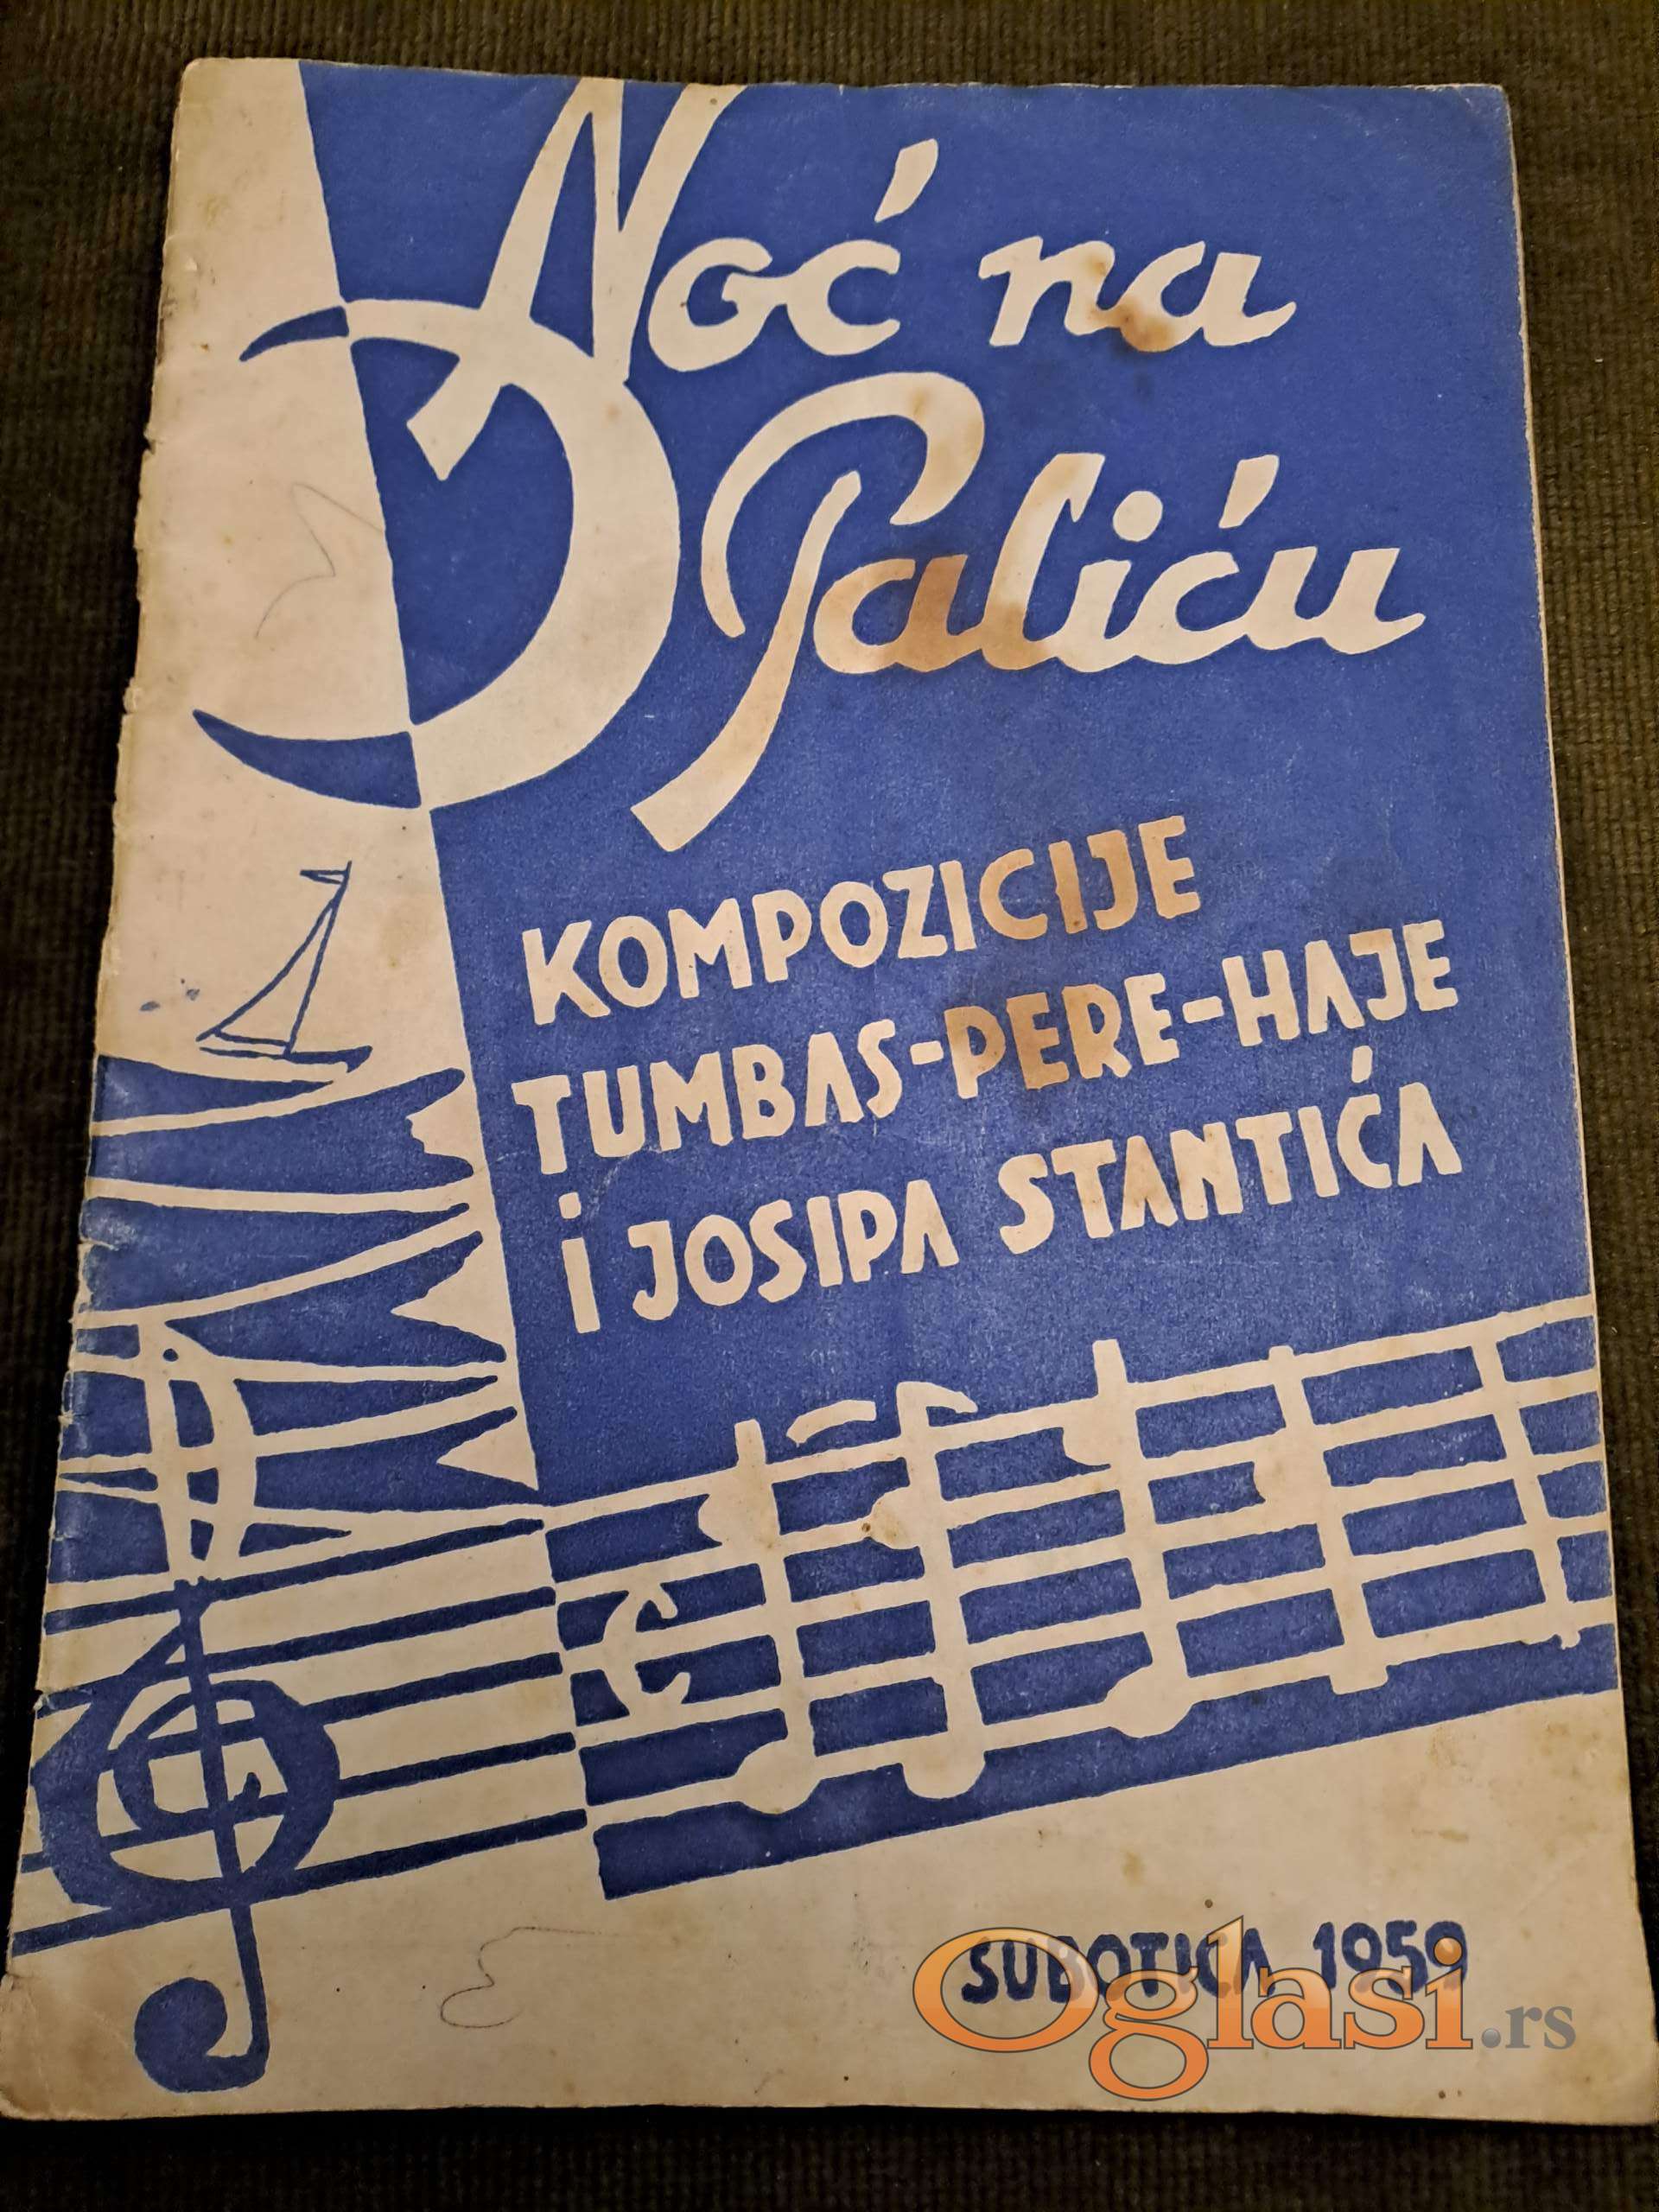 Noć na
Paliću
KOMPOZICIJE
TUMBAS-PERE-HAJE
i JOSIPA STANTIĆA
SUBOTICA 1959
Oglasi.rs